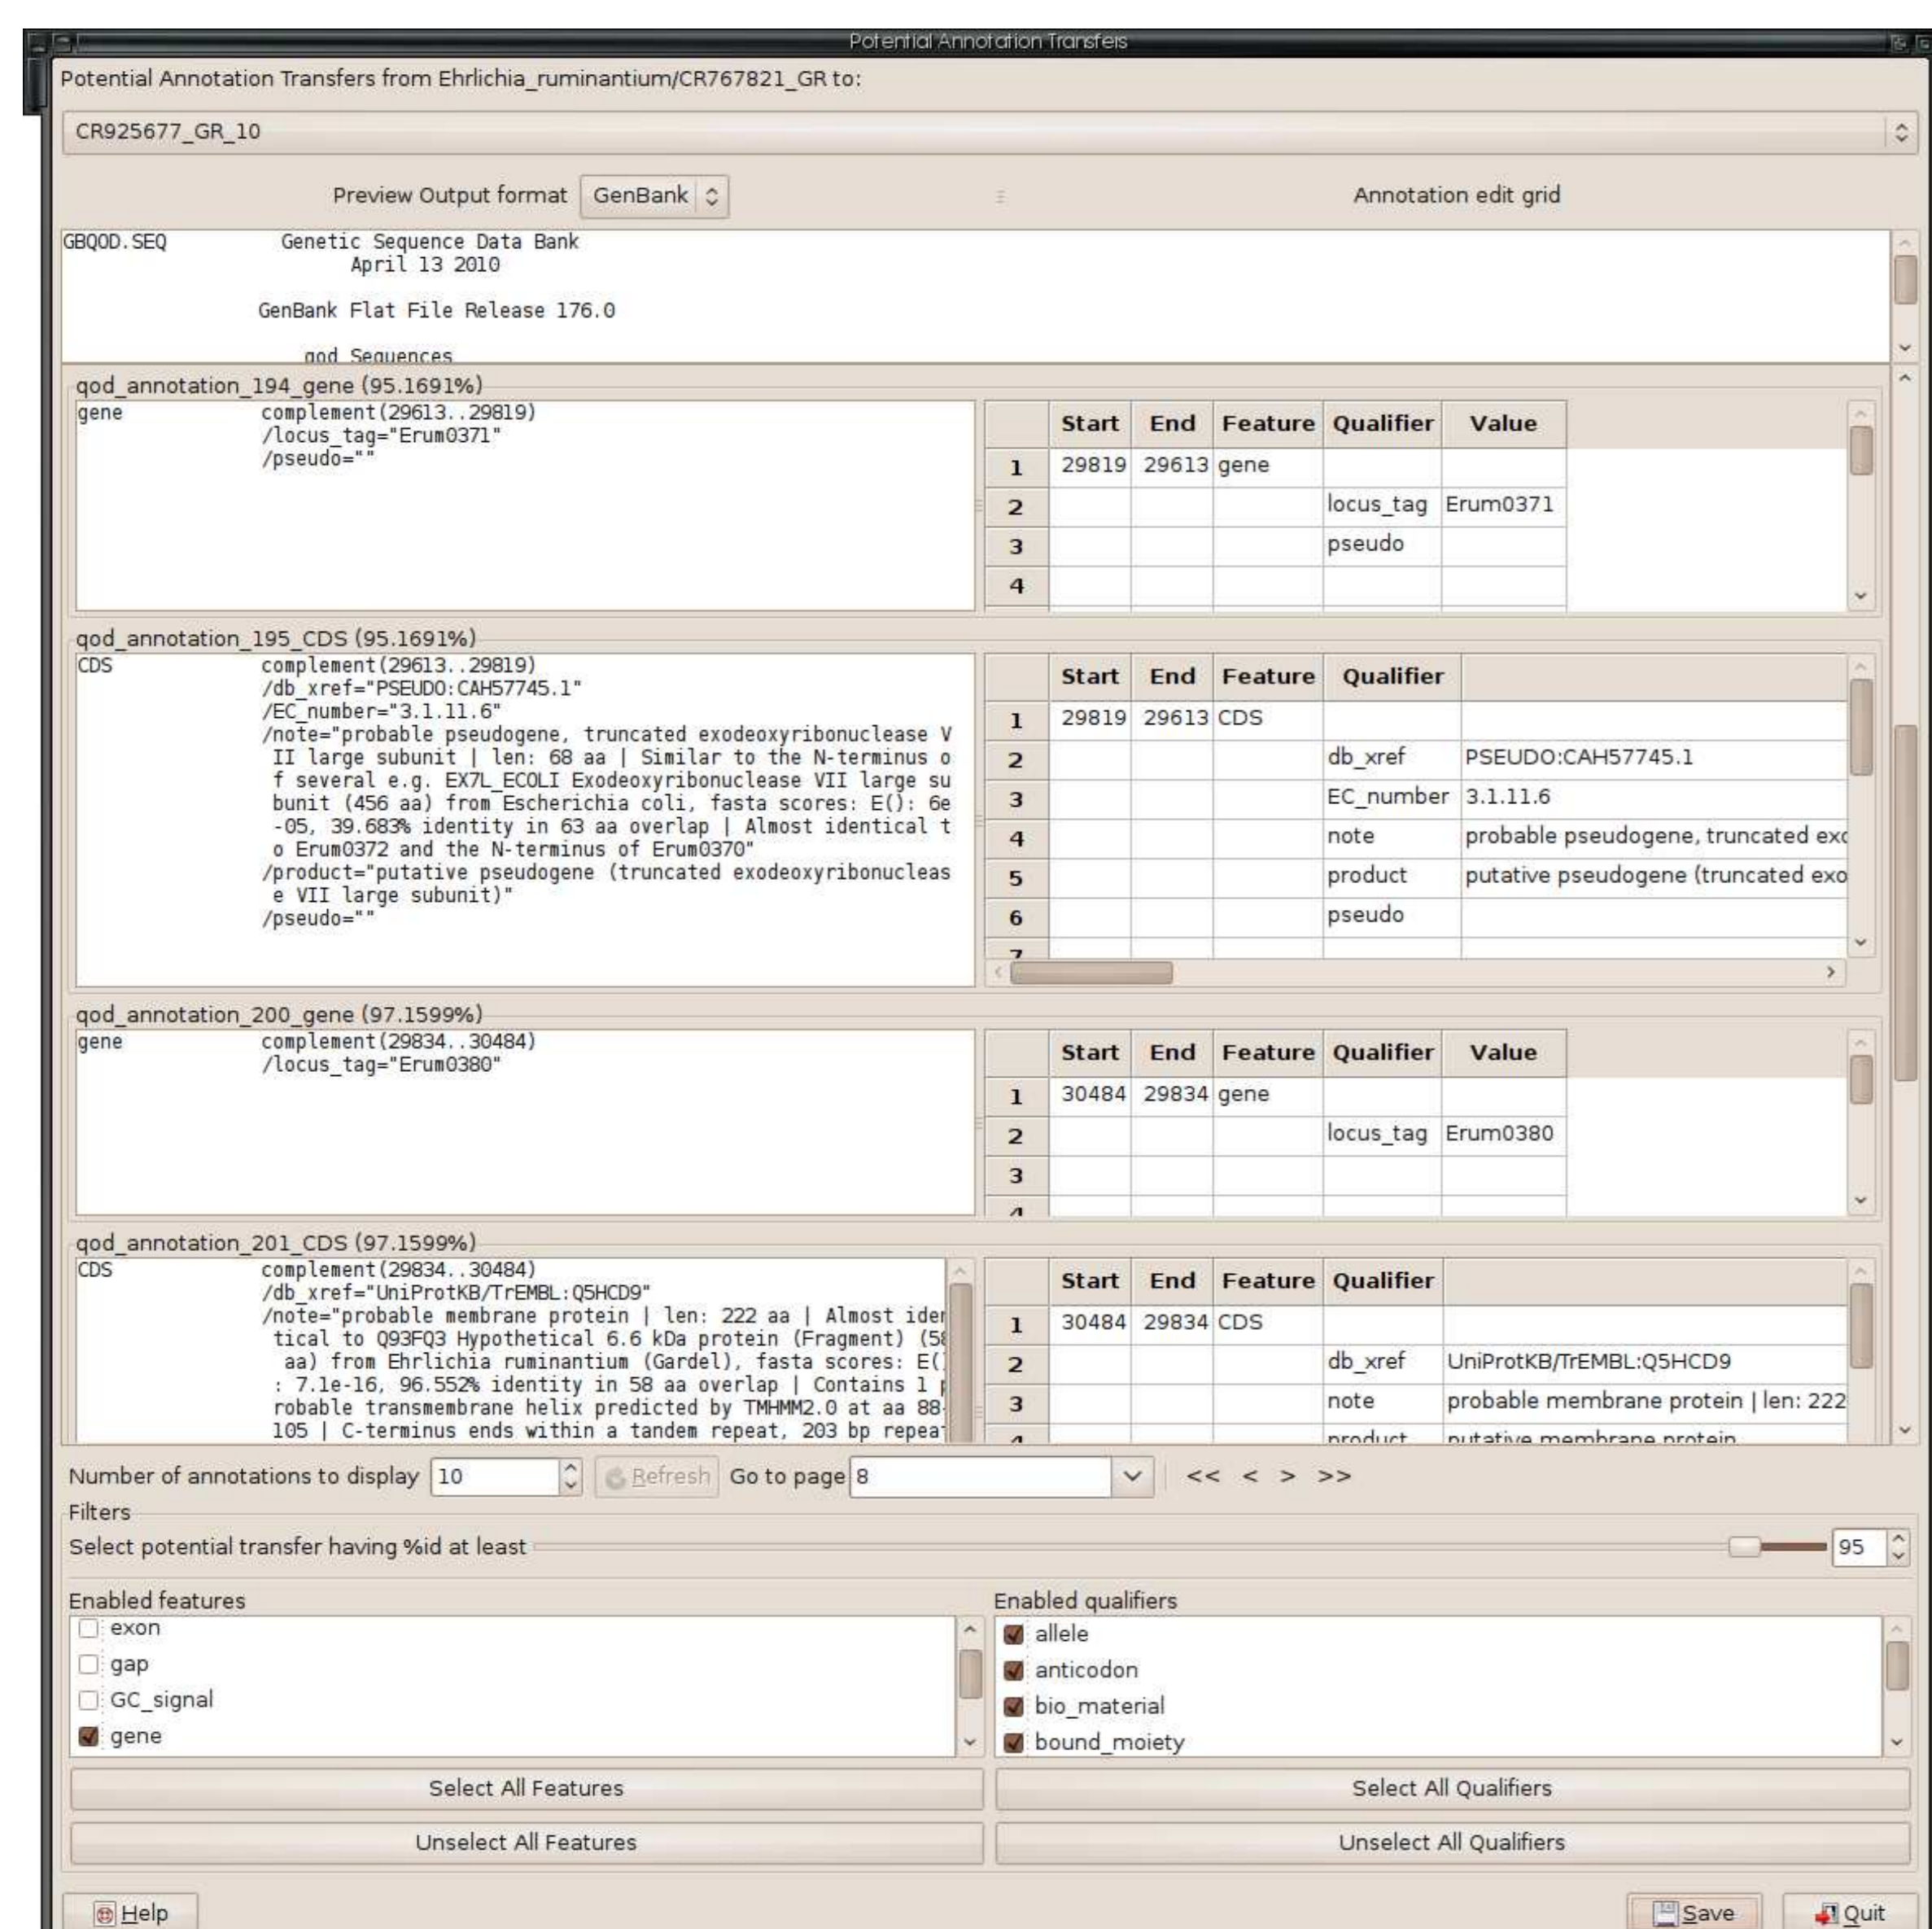 Potential Annotation Transfers
Potential Annotation Transfers from Ehrlichia_ruminantium/CR767821_GR to:
CR925677_GR_10
Preview Output format GenBank
Annotation edit grid
GBQOD.SEQ Genetic Sequence Data Bank
April 13 2010
GenBank Flat File Release 176.0
qod Sequences
qod_annotation_194_gene (95.1691%)
gene complement(29613..29819)
/locus_tag="Erum0371"
/pseudo=""
Start End Feature Qualifier Value
1 29819 29613 gene
2 locus_tag Erum0371
3 pseudo
4
qod_annotation_195_CDS (95.1691%)
CDS complement(29613..29819)
/db_xref="PSEUDO:CAH57745.1"
/EC_number="3.1.11.6"
/note="probable pseudogene, truncated exodeoxyribonuclease V
II large subunit | len: 68 aa | Similar to the N-terminus o
f several e.g. EX7L_ECOLI Exodeoxyribonuclease VII large su
bunit (456 aa) from Escherichia coli, fasta scores: E(): 6e
-05, 39.683% identity in 63 aa overlap | Almost identical t
o Erum0372 and the N-terminus of Erum0370"
/product="putative pseudogene (truncated exodeoxyribonucleas
e VII large subunit)"
/pseudo=""
Start End Feature Qualifier
1 29819 29613 CDS
2 db_xref PSEUDO:CAH57745.1
3 EC_number 3.1.11.6
4 note probable pseudogene, truncated exo
5 product putative pseudogene (truncated exo
6 pseudo
7
qod_annotation_200_gene (97.1599%)
gene complement(29834..30484)
/locus_tag="Erum0380"
Start End Feature Qualifier Value
1 30484 29834 gene
2 locus_tag Erum0380
3
4
qod_annotation_201_CDS (97.1599%)
CDS complement(29834..30484)
/db_xref="UniProtKB/TrEMBL:Q5HCD9"
/note="probable membrane protein | len: 222 aa | Almost iden
tical to Q93FQ3 Hypothetical 6.6 kDa protein (Fragment) (58
aa) from Ehrlichia ruminantium (Gardel), fasta scores: E()
: 7.1e-16, 96.552% identity in 58 aa overlap | Contains 1 p
robable transmembrane helix predicted by TMHMM2.0 at aa 88-
105 | C-terminus ends within a tandem repeat, 203 bp repeat
Start End Feature Qualifier
1 30484 29834 CDS
2 db_xref UniProtKB/TrEMBL:Q5HCD9
3 note probable membrane protein | len: 222
4 product putative membrane protein
Number of annotations to display 10 Refresh Go to page 8 << < > >>
Filters
Select potential transfer having %id at least 95
Enabled features
exon
gap
GC_signal
gene
Enabled qualifiers
allele
anticodon
bio_material
bound_moiety
Select All Features
Select All Qualifiers
Unselect All Features
Unselect All Qualifiers
Help
Save
Quit